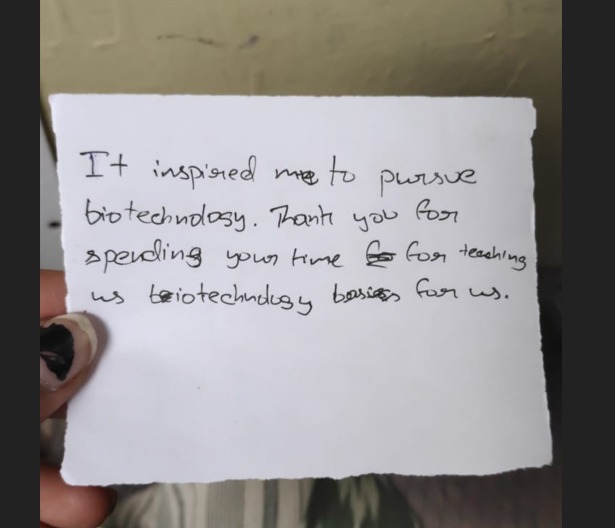 It inspired me to pursue
biotechnology. Thank you for
spending your time for teaching
us biotechnology basics for us.